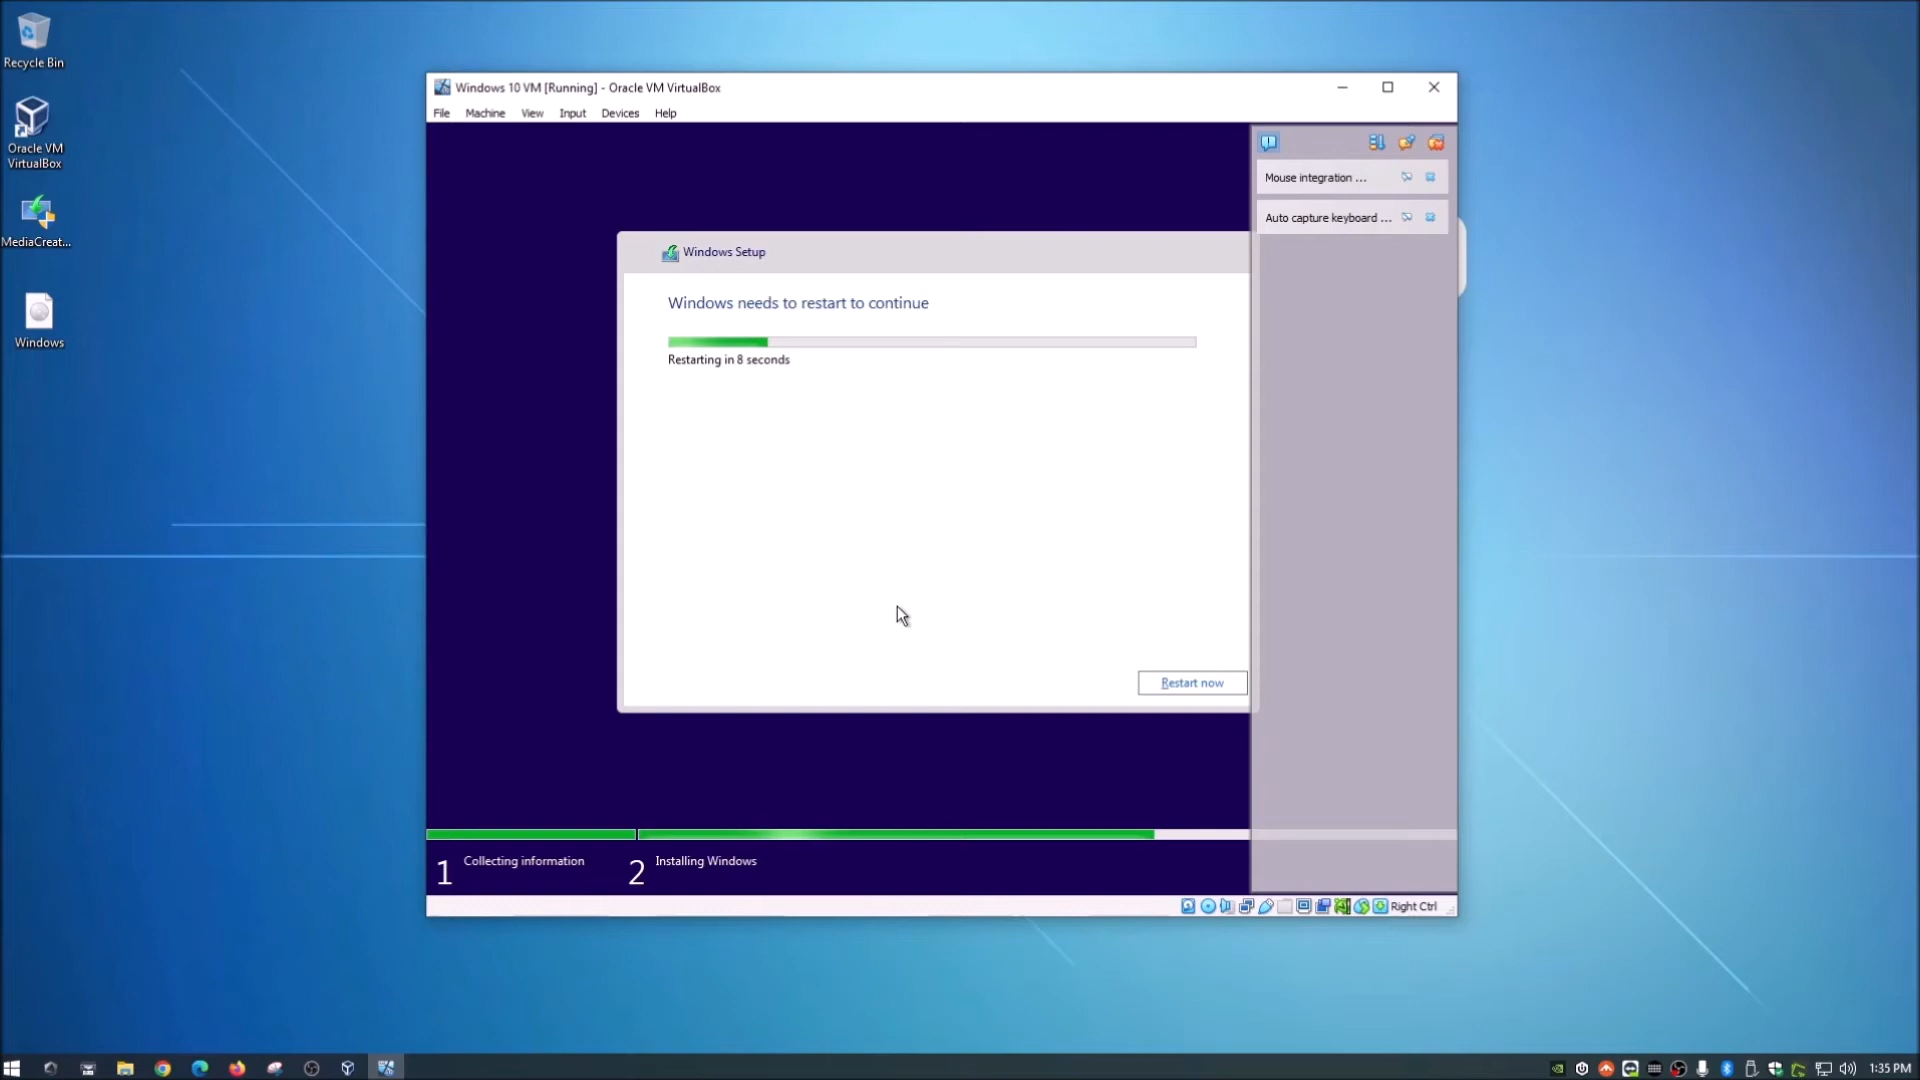 Recycle Bin
Oracle VM
VirtualBox
MediaCreat...
Windows
Windows 10 VM [Running] - Oracle VM VirtualBox
File Machine View Input Devices Help
Mouse integration ...
Auto capture keyboard ...
Windows Setup
Windows needs to restart to continue
Restarting in 8 seconds
Restart now
1 Collecting information
2 Installing Windows
Right Ctrl
1:35 PM